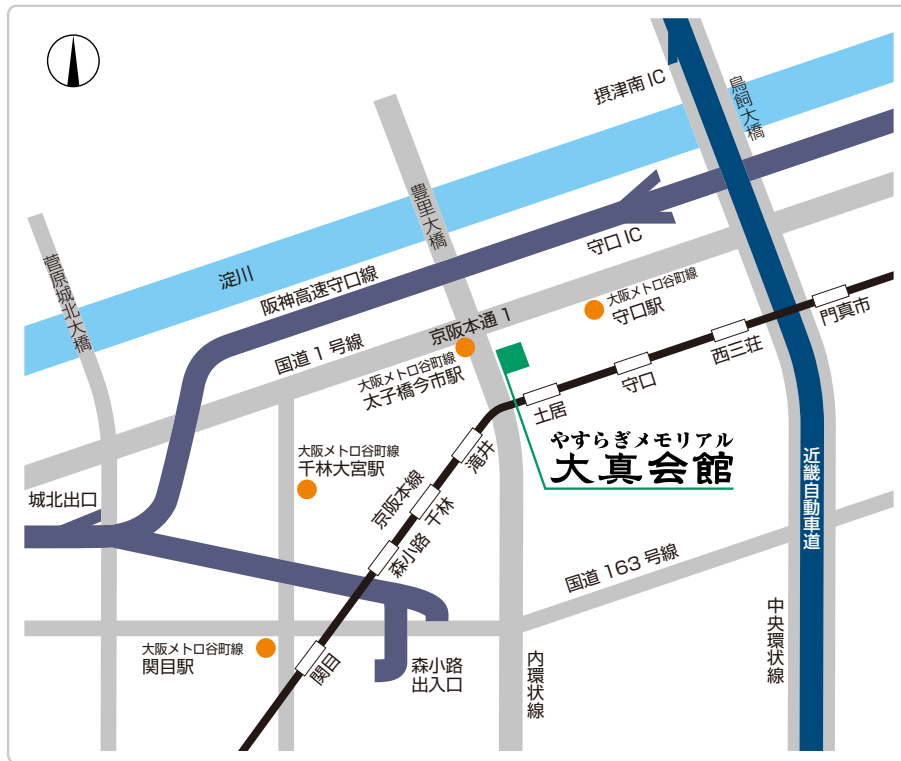 摂津南IC
鳥飼大橋
豊里大橋
菅原城北大橋
淀川
阪神高速守口線
守口IC
国道1号線
京阪本通1
大阪メトロ谷町線
守口駅
大阪メトロ谷町線
太子橋今市駅
門真市
西三荘
守口
土居
やすらぎメモリアル
大真会館
滝井
大阪メトロ谷町線
千林大宮駅
京阪本線
千林
城北出口
森小路
近畿自動車道
国道163号線
中央環状線
内環状線
大阪メトロ谷町線
関目駅
関目
森小路
出入口